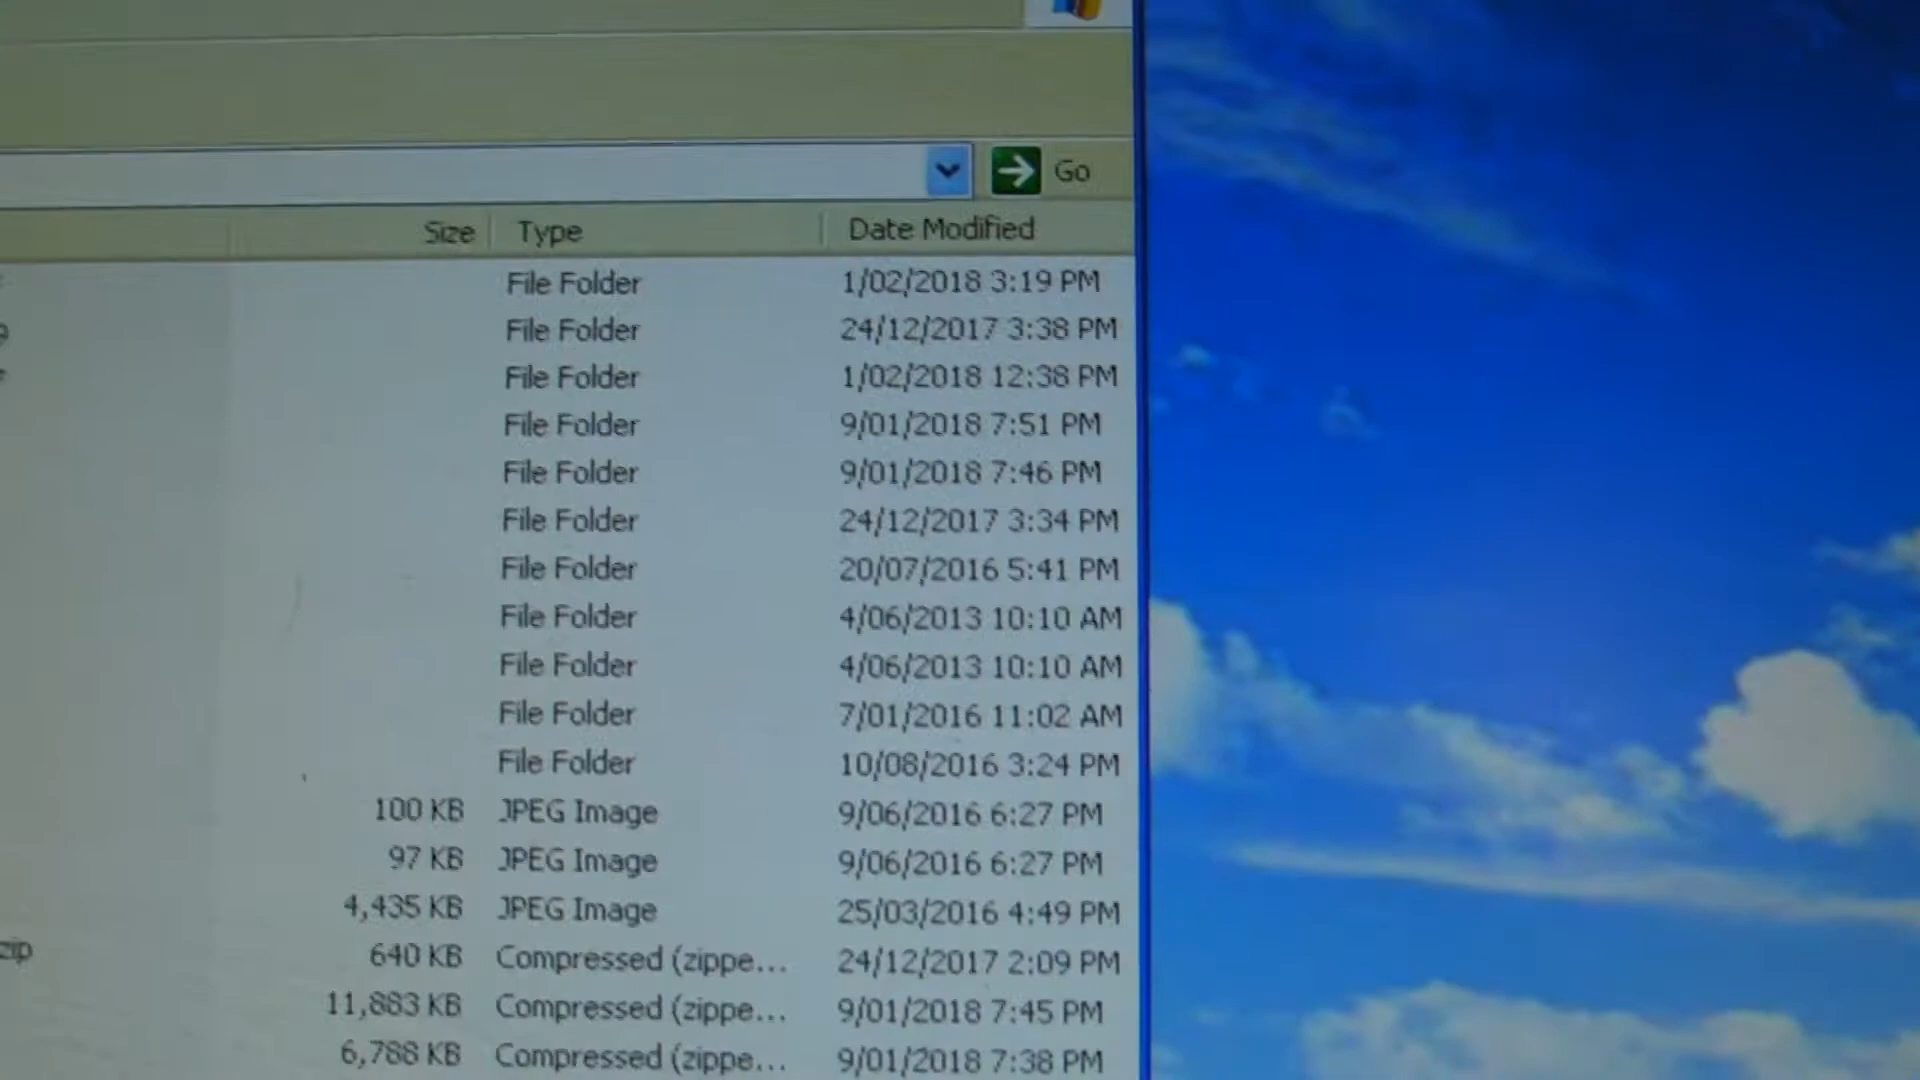 Go
Size Type Date Modified
File Folder 1/02/2018 3:19 PM
File Folder 24/12/2017 3:38 PM
File Folder 1/02/2018 12:38 PM
File Folder 9/01/2018 7:51 PM
File Folder 9/01/2018 7:46 PM
File Folder 24/12/2017 3:34 PM
File Folder 20/07/2016 5:41 PM
File Folder 4/06/2013 10:10 AM
File Folder 4/06/2013 10:10 AM
File Folder 7/01/2016 11:02 AM
File Folder 10/08/2016 3:24 PM
100 KB JPEG Image 9/06/2016 6:27 PM
97 KB JPEG Image 9/06/2016 6:27 PM
4,435 KB JPEG Image 25/03/2016 4:49 PM
zip 640 KB Compressed (zippe... 24/12/2017 2:09 PM
11,883 KB Compressed (zippe... 9/01/2018 7:45 PM
6,788 KB Compressed (zippe... 9/01/2018 7:38 PM